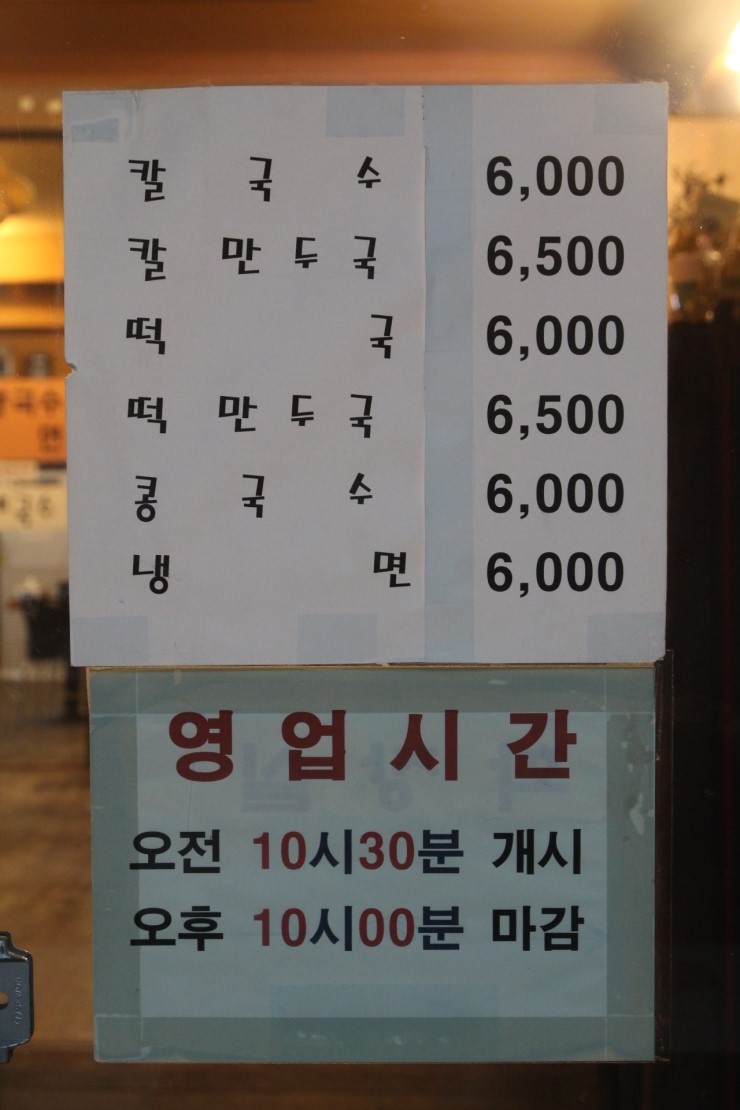 칼 국 수 6,000
칼 만 두 국 6,500
떡 국 6,000
떡 만 두 국 6,500
콩 국 수 6,000
냉 면 6,000
영 업 시 간
오전 10시30분 개시
오후 10시00분 마감